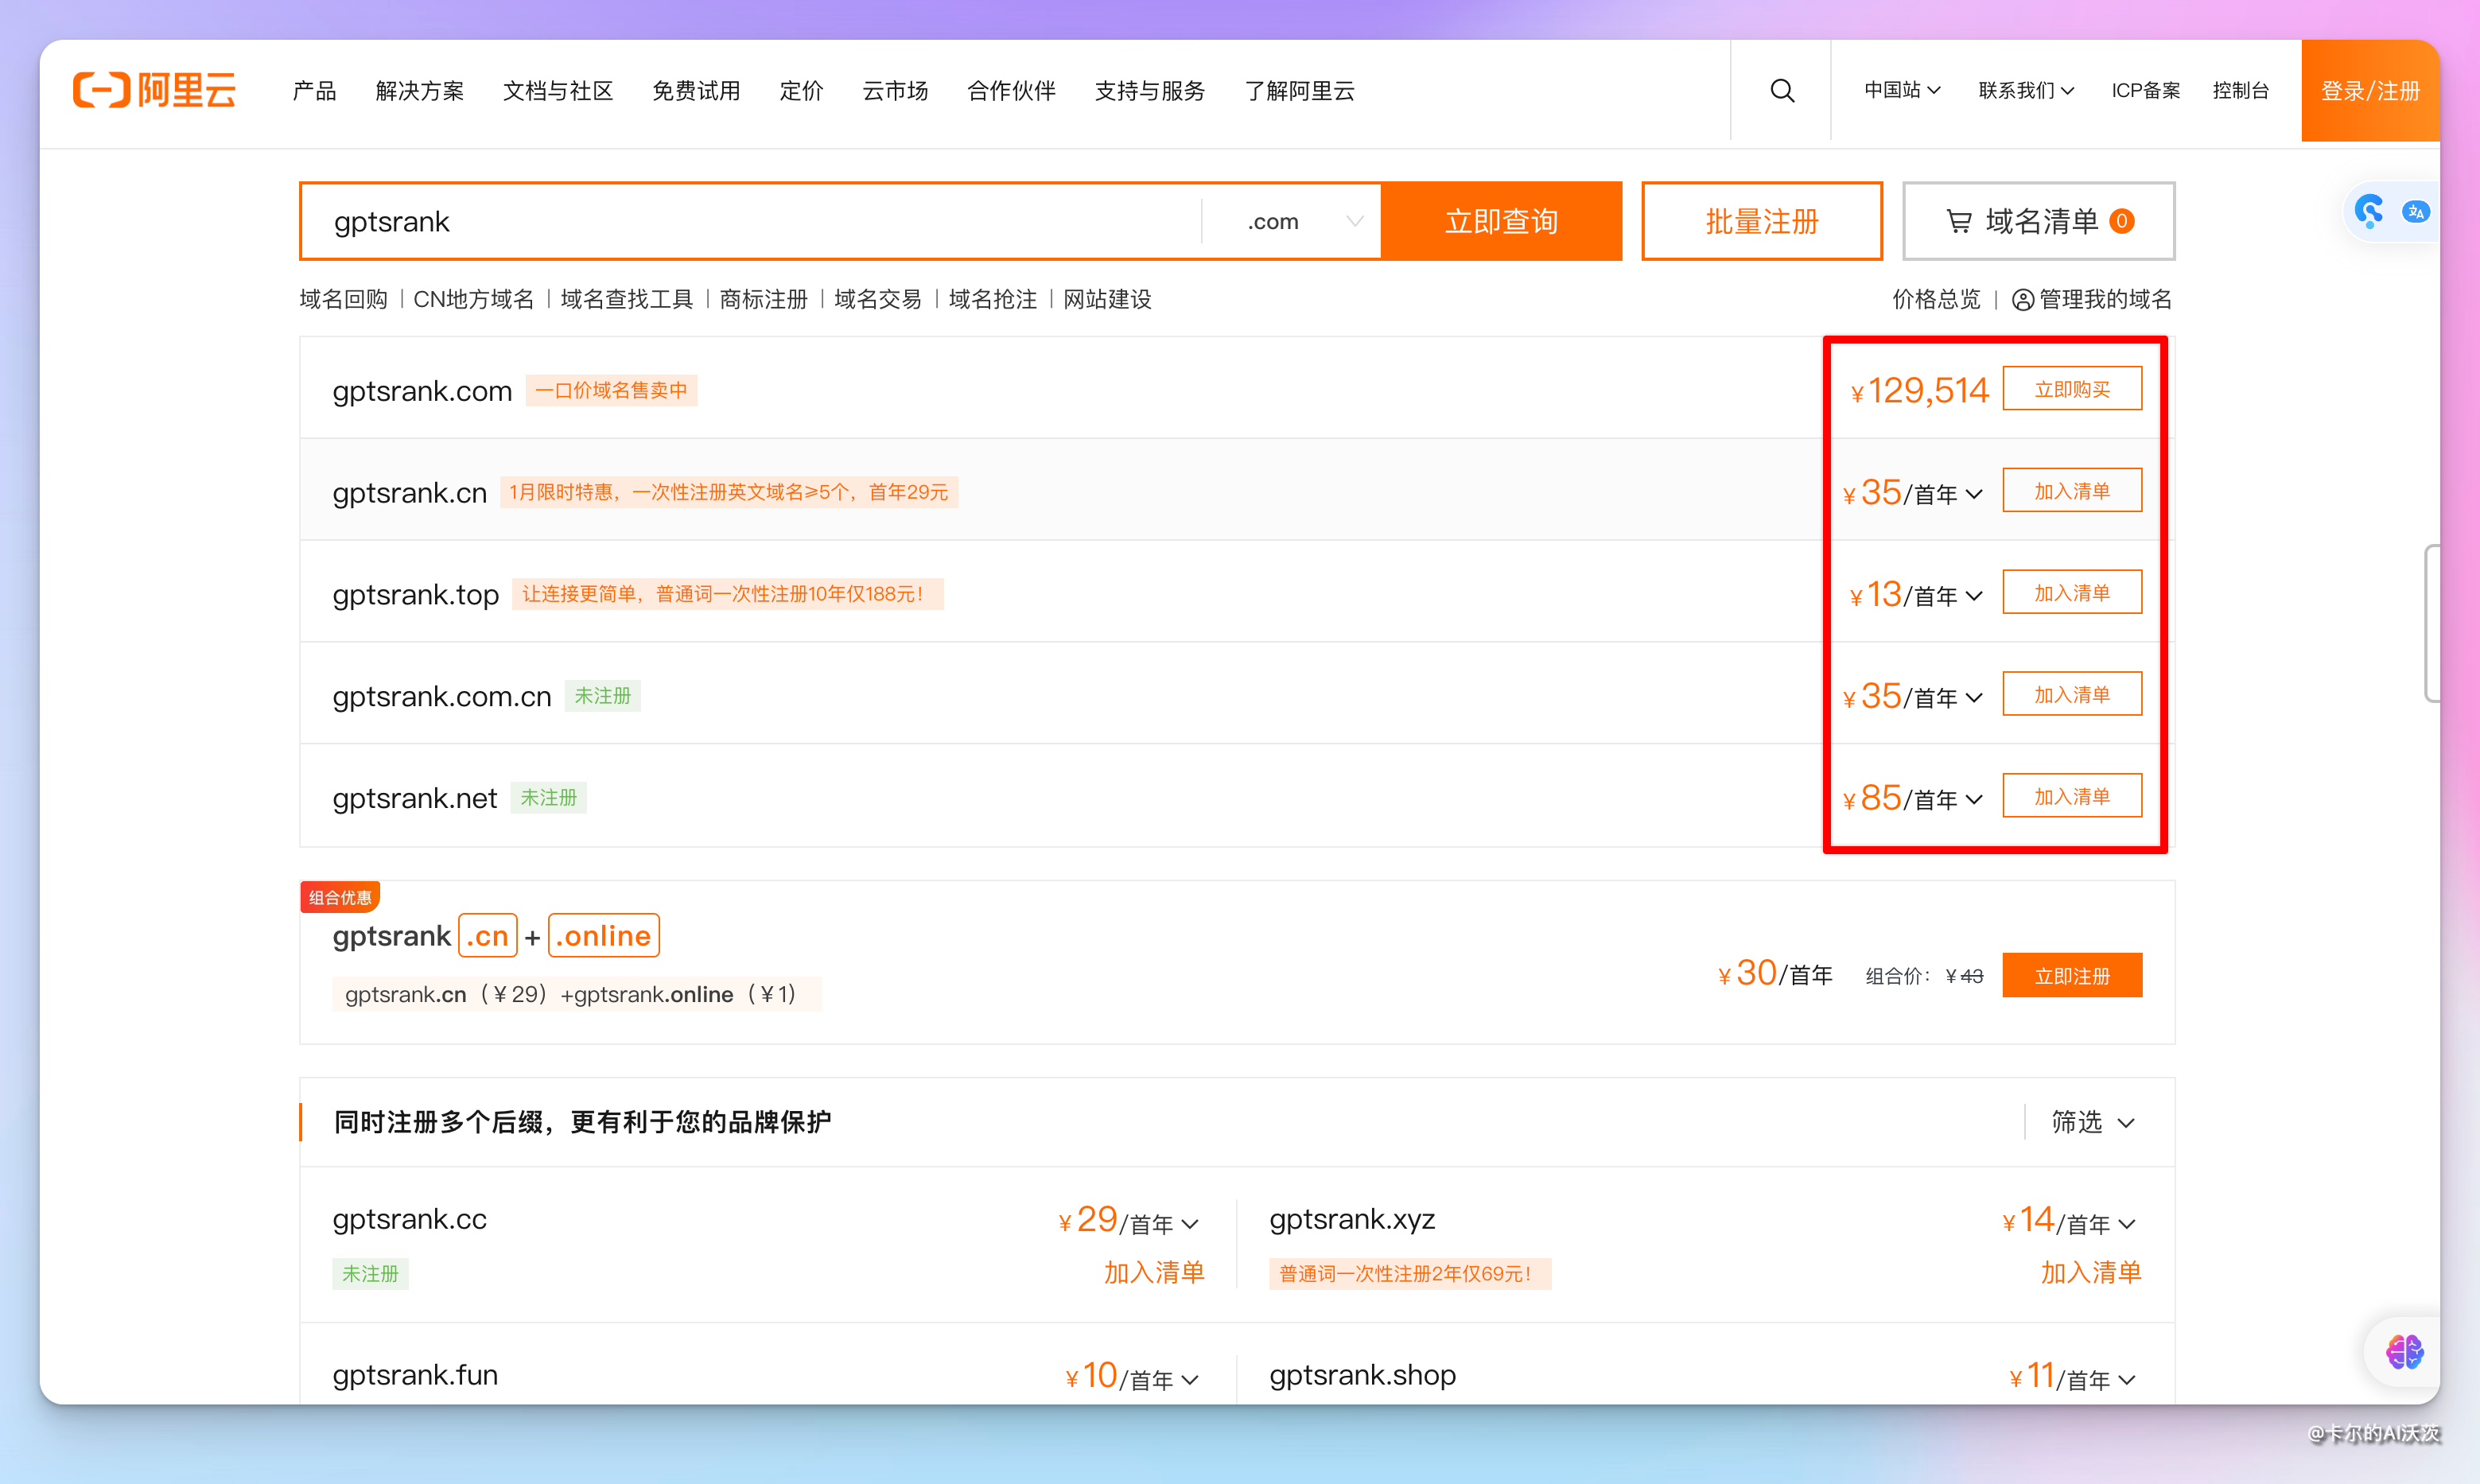 阿里云 产品 解决方案 文档与社区 免费试用 定价 云市场 合作伙伴 支持与服务 了解阿里云 中国站 联系我们 ICP备案 控制台 登录/注册
gptsrank .com 立即查询 批量注册 域名清单 0
域名回购 | CN地方域名 | 域名查找工具 | 商标注册 | 域名交易 | 域名抢注 | 网站建设 价格总览 | 管理我的域名
gptsrank.com 一口价域名售卖中 ¥129,514 立即购买
gptsrank.cn 1月限时特惠，一次性注册英文域名≥5个，首年29元 ¥35/首年 加入清单
gptsrank.top 让连接更简单，普通词一次性注册10年仅188元！ ¥13/首年 加入清单
gptsrank.com.cn 未注册 ¥35/首年 加入清单
gptsrank.net 未注册 ¥85/首年 加入清单
组合优惠
gptsrank .cn + .online
gptsrank.cn（¥29）+gptsrank.online（¥1）
¥30/首年 组合价：¥43 立即注册
同时注册多个后缀，更有利于您的品牌保护 筛选
gptsrank.cc ¥29/首年 gptsrank.xyz ¥14/首年
未注册 加入清单 普通词一次性注册2年仅69元！ 加入清单
gptsrank.fun ¥10/首年 gptsrank.shop ¥11/首年
@卡尔的AI沃茨